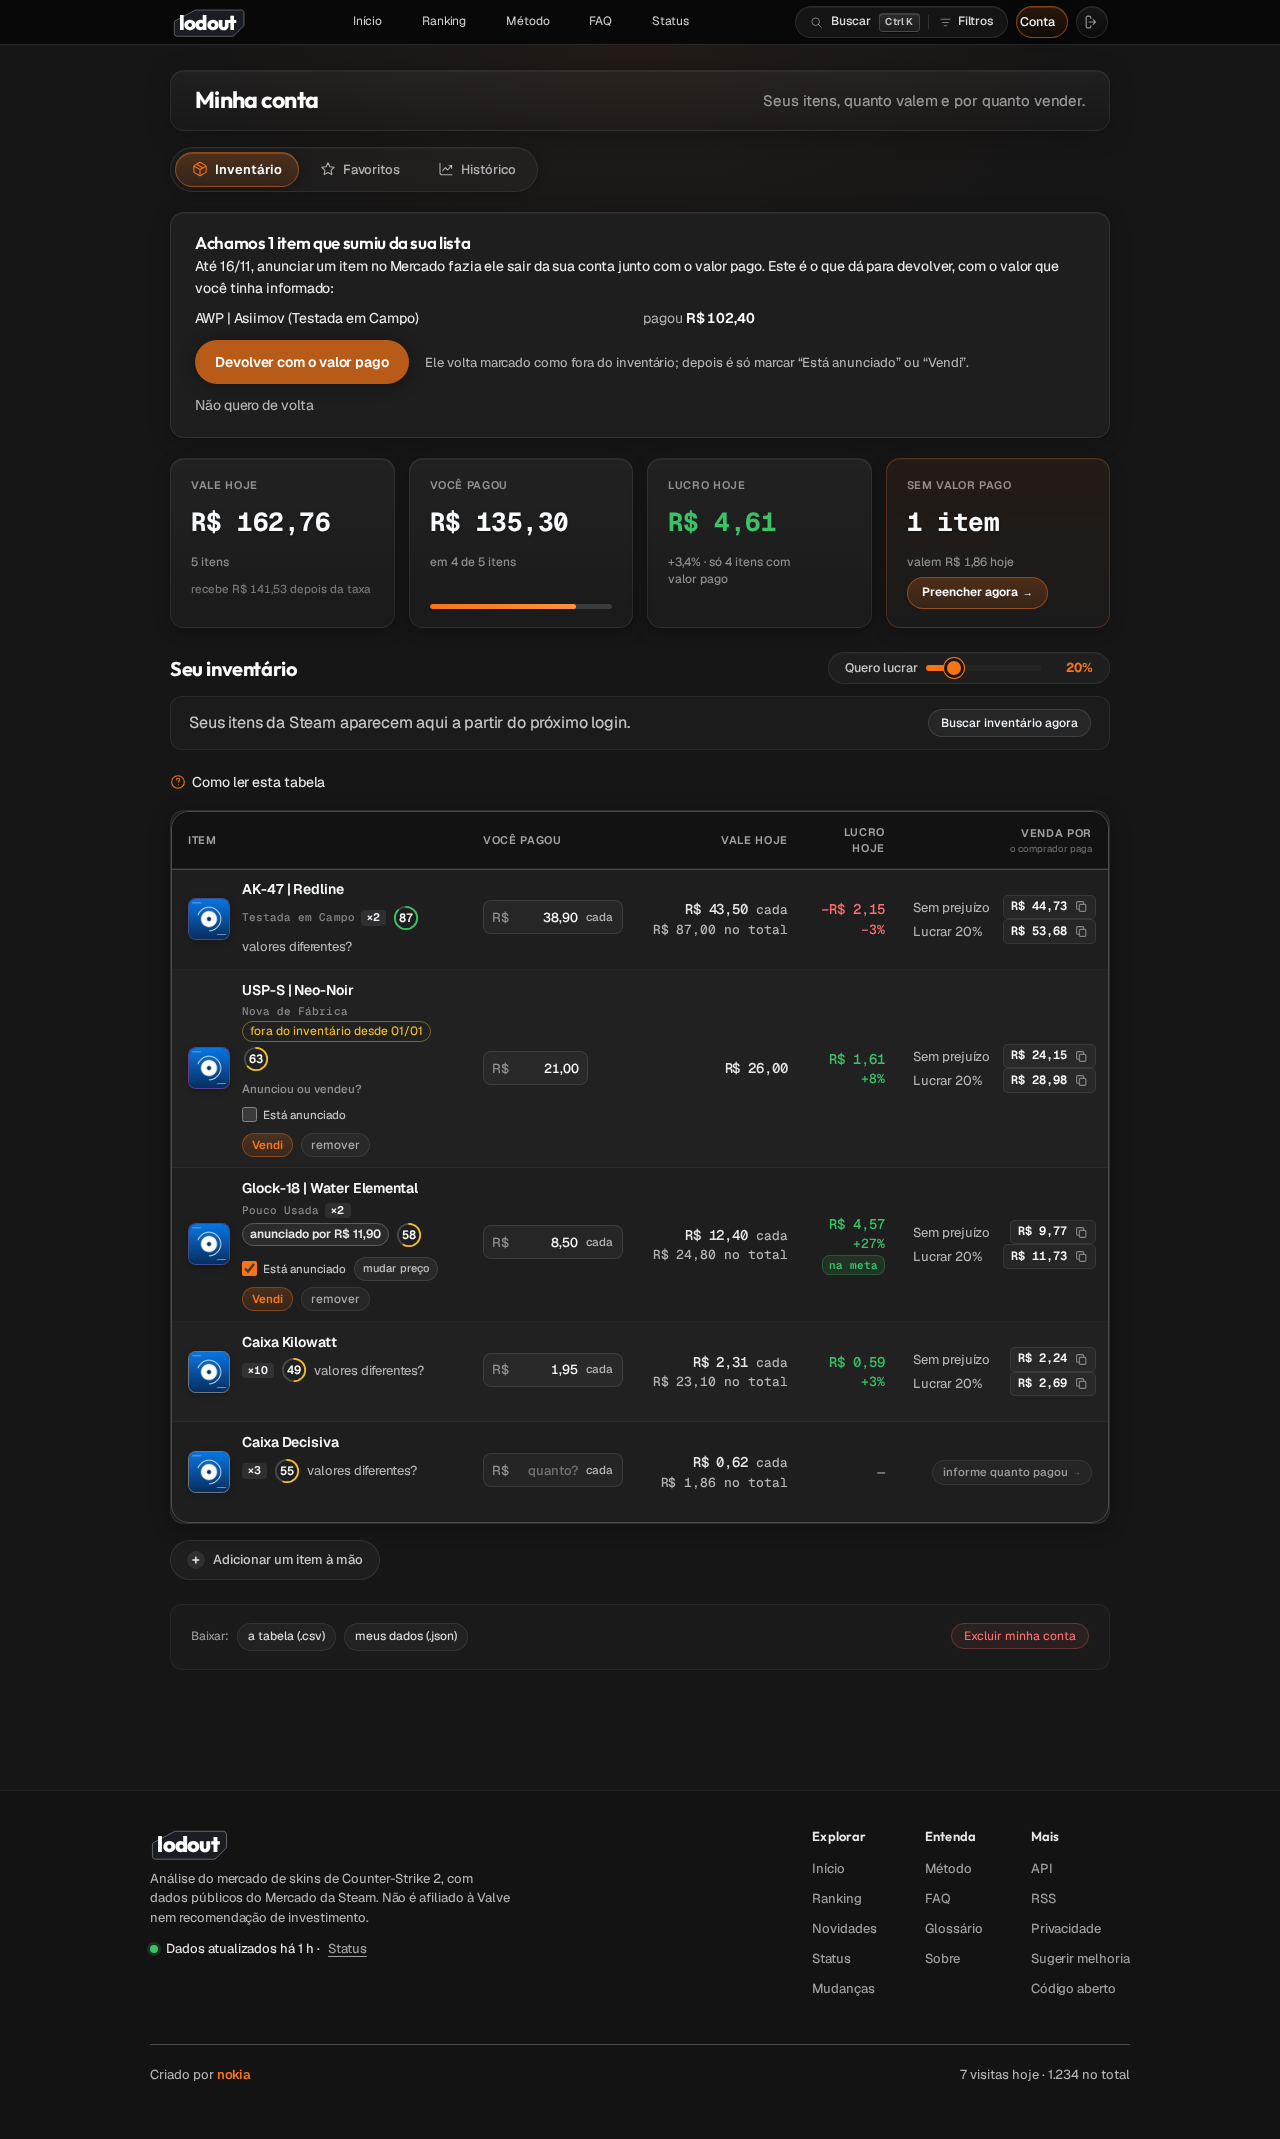 lodout
Início
Ranking
Método
FAQ
Status
Buscar
Ctrl K
Filtros
Conta
Minha conta
Seus itens, quanto valem e por quanto vender.
Inventário
Favoritos
Histórico
Achamos 1 item que sumiu da sua lista
Até 16/11, anunciar um item no Mercado fazia ele sair da sua conta junto com o valor pago. Este é o que dá para devolver, com o valor que
você tinha informado:
AWP | Asiimov (Testada em Campo)
pagou R$ 102,40
Devolver com o valor pago
Ele volta marcado como fora do inventário; depois é só marcar “Está anunciado” ou “Vendi”.
Não quero de volta
VALE HOJE
R$ 162,76
5 itens
recebe R$ 141,53 depois da taxa
VOCÊ PAGOU
R$ 135,30
em 4 de 5 itens
LUCRO HOJE
R$ 4,61
+3,4% · só 4 itens com
valor pago
SEM VALOR PAGO
1 item
valem R$ 1,86 hoje
Preencher agora →
Seu inventário
Quero lucrar
20%
Seus itens da Steam aparecem aqui a partir do próximo login.
Buscar inventário agora
Como ler esta tabela
ITEM
VOCÊ PAGOU
VALE HOJE
LUCRO
HOJE
VENDA POR
o comprador paga
AK-47 | Redline
Testada em Campo
×2
87
valores diferentes?
R$ 38,90 cada
R$ 43,50 cada
R$ 87,00 no total
−R$ 2,15
−3%
Sem prejuízo
R$ 44,73
Lucrar 20%
R$ 53,68
USP-S | Neo-Noir
Nova de Fábrica
fora do inventário desde 01/01
63
Anunciou ou vendeu?
Está anunciado
Vendi
remover
R$ 21,00
R$ 26,00
R$ 1,61
+8%
Sem prejuízo
R$ 24,15
Lucrar 20%
R$ 28,98
Glock-18 | Water Elemental
Pouco Usada
×2
anunciado por R$ 11,90
58
Está anunciado
mudar preço
Vendi
remover
R$ 8,50 cada
R$ 12,40 cada
R$ 24,80 no total
R$ 4,57
+27%
na meta
Sem prejuízo
R$ 9,77
Lucrar 20%
R$ 11,73
Caixa Kilowatt
×10
49
valores diferentes?
R$ 1,95 cada
R$ 2,31 cada
R$ 23,10 no total
R$ 0,59
+3%
Sem prejuízo
R$ 2,24
Lucrar 20%
R$ 2,69
Caixa Decisiva
×3
55
valores diferentes?
R$ quanto? cada
R$ 0,62 cada
R$ 1,86 no total
—
informe quanto pagou →
+ Adicionar um item à mão
Baixar:
a tabela (.csv)
meus dados (.json)
Excluir minha conta
lodout
Análise do mercado de skins de Counter-Strike 2, com
dados públicos do Mercado da Steam. Não é afiliado à Valve
nem recomendação de investimento.
Dados atualizados há 1 h · Status
Explorar
Início
Ranking
Novidades
Status
Mudanças
Entenda
Método
FAQ
Glossário
Sobre
Mais
API
RSS
Privacidade
Sugerir melhoria
Código aberto
Criado por nokia
7 visitas hoje · 1.234 no total